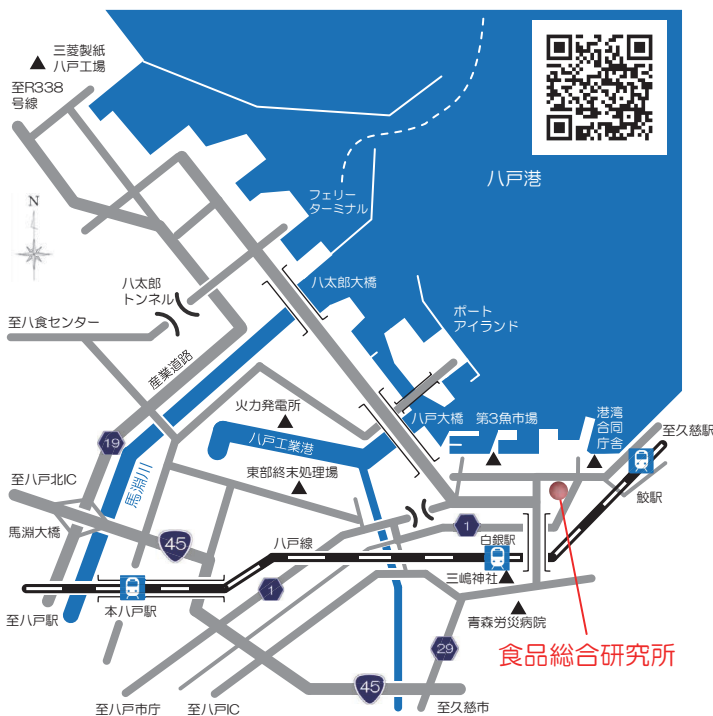 三菱製紙
八戸工場
至R338
号線
N
八戸港
フェリー
ターミナル
八太郎
トンネル
八太郎大橋
ポート
アイランド
至八食センター
産業道路
火力発電所
八戸大橋
第3魚市場
港湾
合同
庁舎
至久慈駅
19
八戸工業港
馬淵川
東部終末処理場
至八戸北IC
鮫駅
馬淵大橋
45
八戸線
1
白銀駅
三嶋神社
1
本八戸駅
至八戸駅
青森労災病院
29
食品総合研究所
45
至八戸市庁
至八戸IC
至久慈市